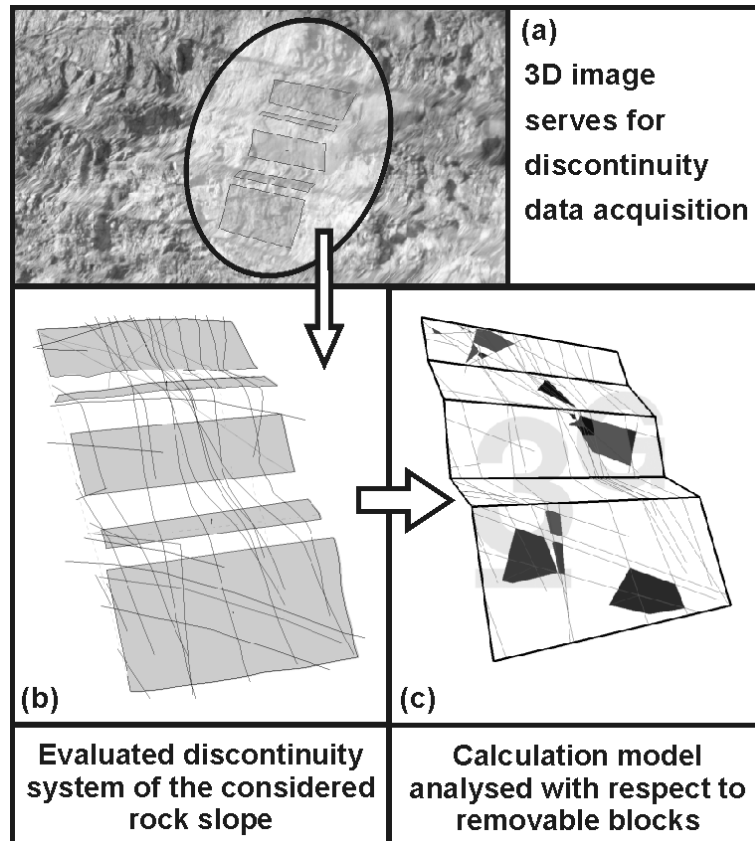 (a)
3D image
serves for
discontinuity
data acquisition
(b)
(c)
Evaluated discontinuity
system of the considered
rock slope
Calculation model
analysed with respect to
removable blocks